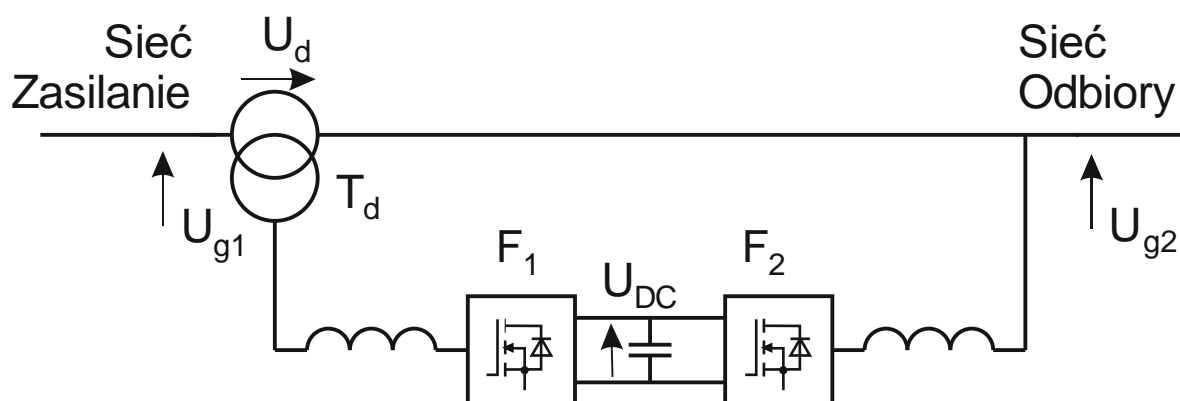 Sieć
Zasilanie
U_d
Sieć
Odbiory
U_g1
T_d
U_g2
F_1
U_DC
F_2